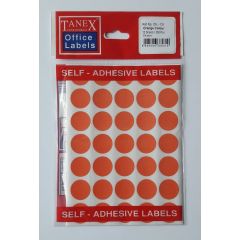 TANEX
Office
Labels
SELF - ADHESIVE LABELS
SELF - ADHESIVE LABELS